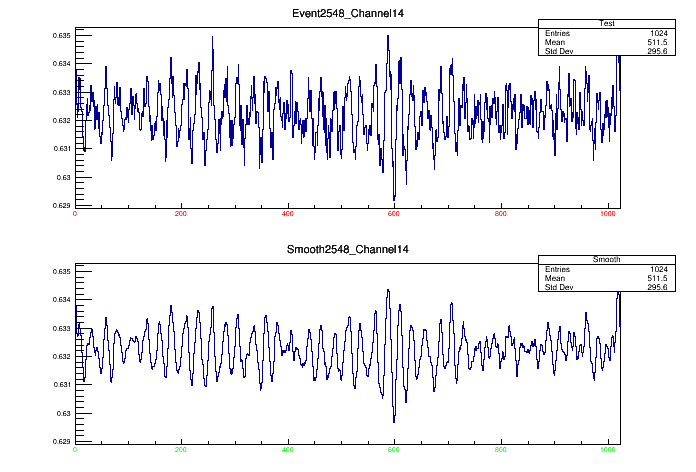 Event2548_Channel14
Test
Entries 1024
Mean 511.5
Std Dev 295.6
0.635
0.634
0.633
0.632
0.631
0.63
0.629
0 200 400 600 800 1000
Smooth2548_Channel14
Smooth
Entries 1024
Mean 511.5
Std Dev 295.6
0.635
0.634
0.633
0.632
0.631
0.63
0.629
0 200 400 600 800 1000